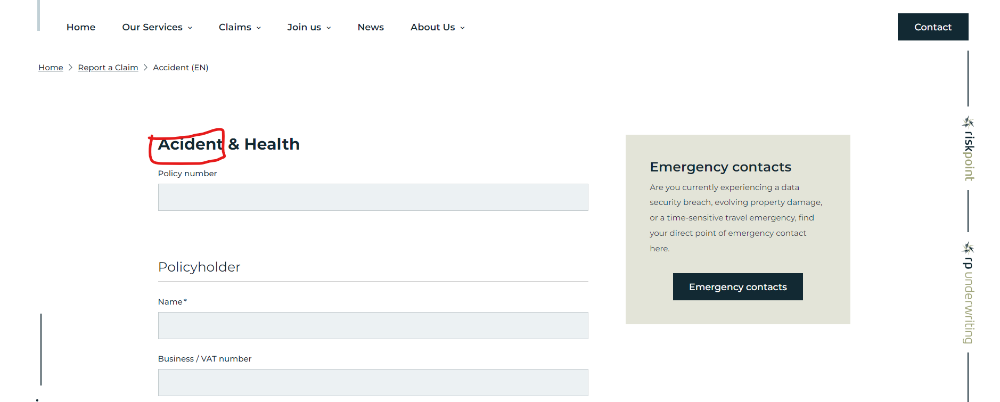 Home Our Services Claims Join us News About Us Contact
Home > Report a Claim > Accident (EN)
Acident & Health
Policy number
Policyholder
Name*
Business / VAT number
Emergency contacts
Are you currently experiencing a data
security breach, evolving property damage,
or a time-sensitive travel emergency, find
your direct point of emergency contact
here.
Emergency contacts
riskpoint
rp underwriting